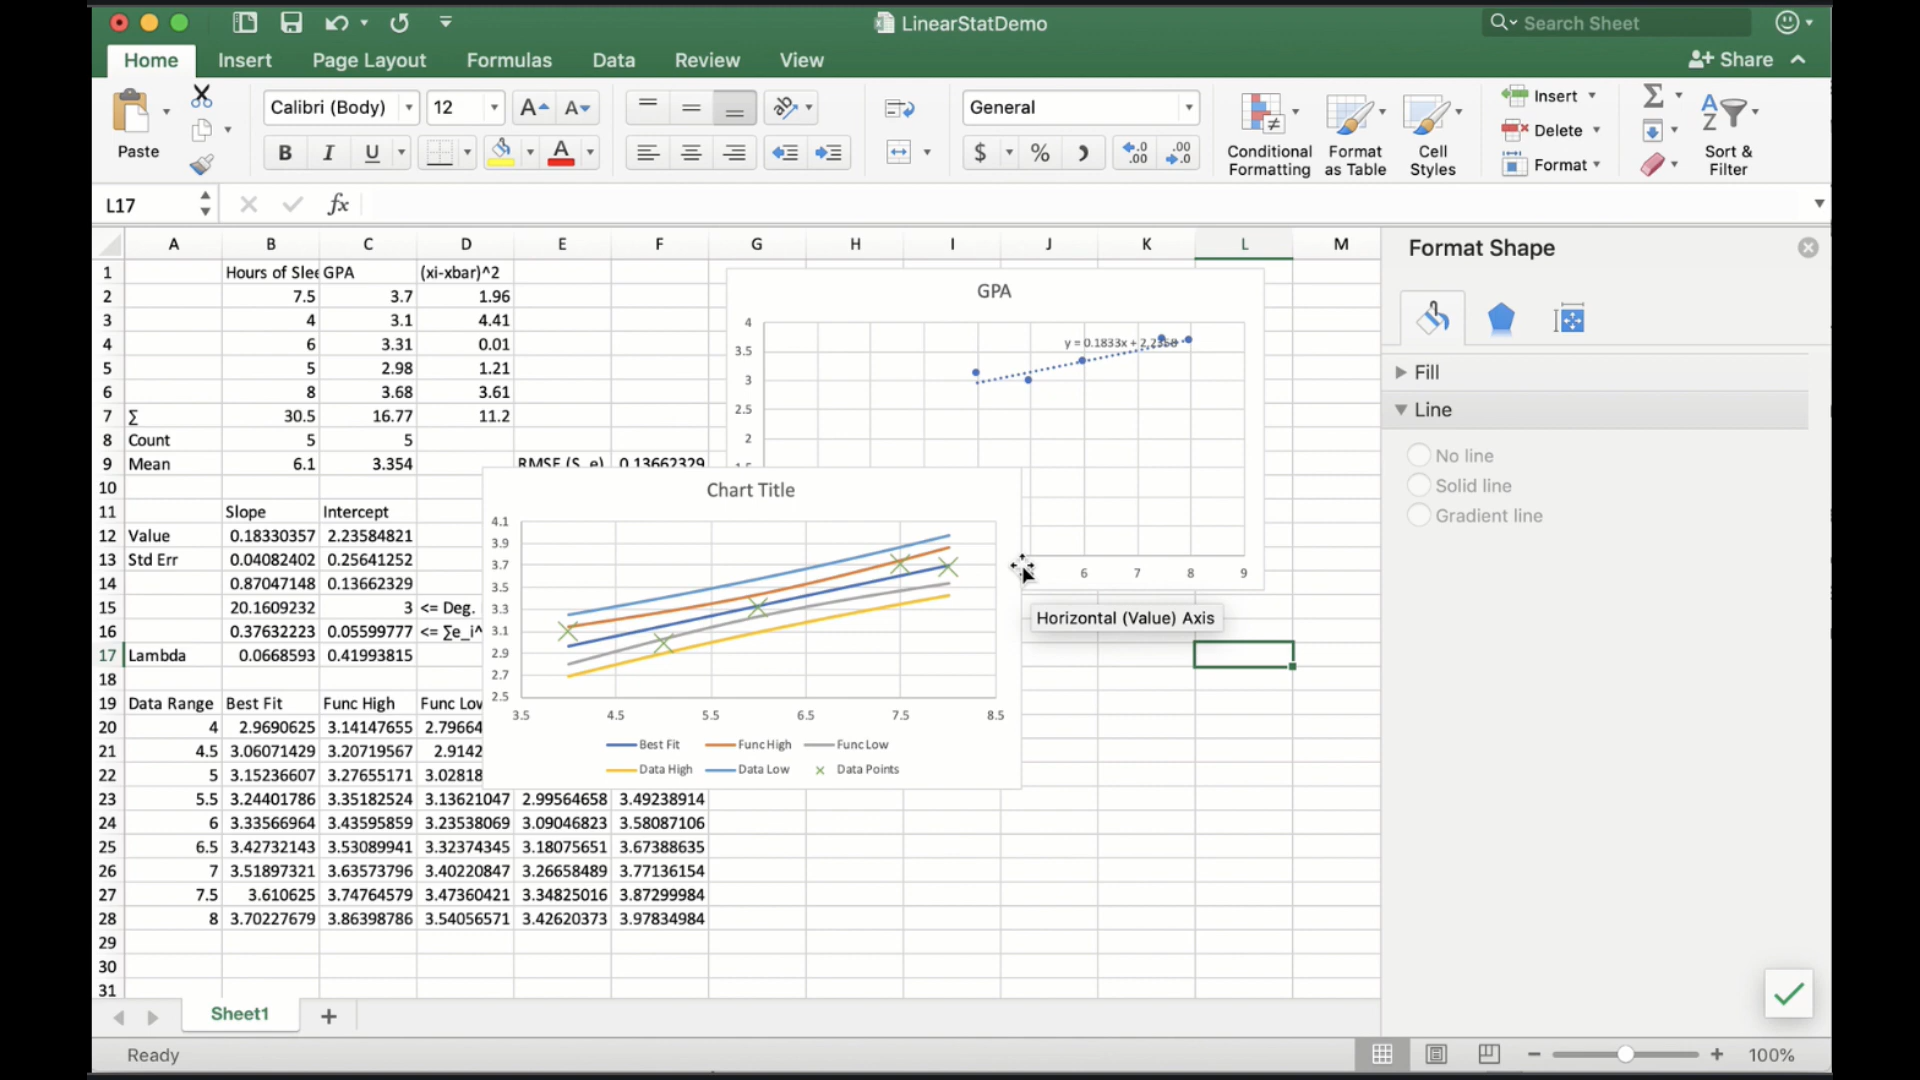 LinearStatDemo
Search Sheet
Home Insert Page Layout Formulas Data Review View
Share
Paste
Calibri (Body) 12
B I U A
General
$ %
Conditional Formatting
Format as Table
Cell Styles
Insert
Delete
Format
Sort & Filter
L17 fx
A B C D E F G H I J K L M
1 Hours of Slee GPA (xi-xbar)^2
2 7.5 3.7 1.96
3 4 3.1 4.41
4 6 3.31 0.01
5 5 2.98 1.21
6 8 3.68 3.61
7 ∑ 30.5 16.77 11.2
8 Count 5 5
9 Mean 6.1 3.354 RMSE (S_e) 0.13662329
10
11 Slope Intercept
12 Value 0.18330357 2.23584821
13 Std Err 0.04082402 0.25641252
14 0.87047148 0.13662329
15 20.1609232 3 <= Deg.
16 0.37632223 0.05599777 <= ∑e_i^
17 Lambda 0.0668593 0.41993815
18
19 Data Range Best Fit Func High Func Low
20 4 2.9690625 3.14147655 2.79664
21 4.5 3.06071429 3.20719567 2.9142
22 5 3.15236607 3.27655171 3.02818
23 5.5 3.24401786 3.35182524 3.13621047 2.99564658 3.49238914
24 6 3.33566964 3.43595859 3.23538069 3.09046823 3.58087106
25 6.5 3.42732143 3.53089941 3.32374345 3.18075651 3.67388635
26 7 3.51897321 3.63573796 3.40220847 3.26658489 3.77136154
27 7.5 3.610625 3.74764579 3.47360421 3.34825016 3.87299984
28 8 3.70227679 3.86398786 3.54056571 3.42620373 3.97834984
29
30
31
GPA
4
3.5
3
2.5
2
1.5
y = 0.1833x + 2.2358
6 7 8 9
Horizontal (Value) Axis
Chart Title
4.1
3.9
3.7
3.5
3.3
3.1
2.9
2.7
2.5
3.5 4.5 5.5 6.5 7.5 8.5
Best Fit Func High Func Low
Data High Data Low Data Points
Format Shape
Fill
Line
No line
Solid line
Gradient line
Sheet1
Ready
100%